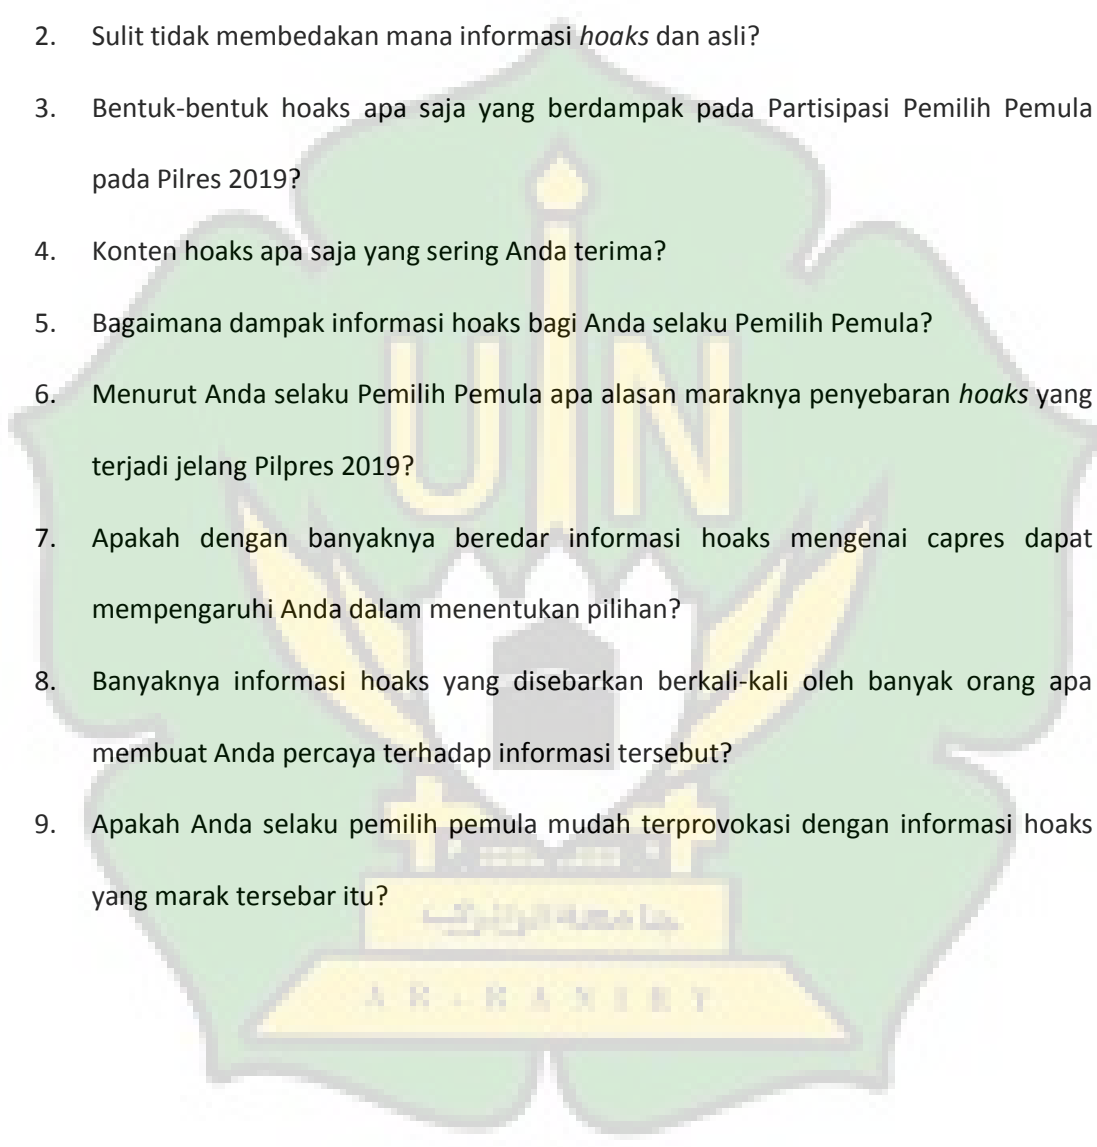 2. Sulit tidak membedakan mana informasi hoaks dan asli?
3. Bentuk-bentuk hoaks apa saja yang berdampak pada Partisipasi Pemilih Pemula
pada Pilres 2019?
4. Konten hoaks apa saja yang sering Anda terima?
5. Bagaimana dampak informasi hoaks bagi Anda selaku Pemilih Pemula?
6. Menurut Anda selaku Pemilih Pemula apa alasan maraknya penyebaran hoaks yang
terjadi jelang Pilpres 2019?
7. Apakah dengan banyaknya beredar informasi hoaks mengenai capres dapat
mempengaruhi Anda dalam menentukan pilihan?
8. Banyaknya informasi hoaks yang disebarkan berkali-kali oleh banyak orang apa
membuat Anda percaya terhadap informasi tersebut?
9. Apakah Anda selaku pemilih pemula mudah terprovokasi dengan informasi hoaks
yang marak tersebar itu?
UIN
جامعة الرانيري
AR-RANIRY